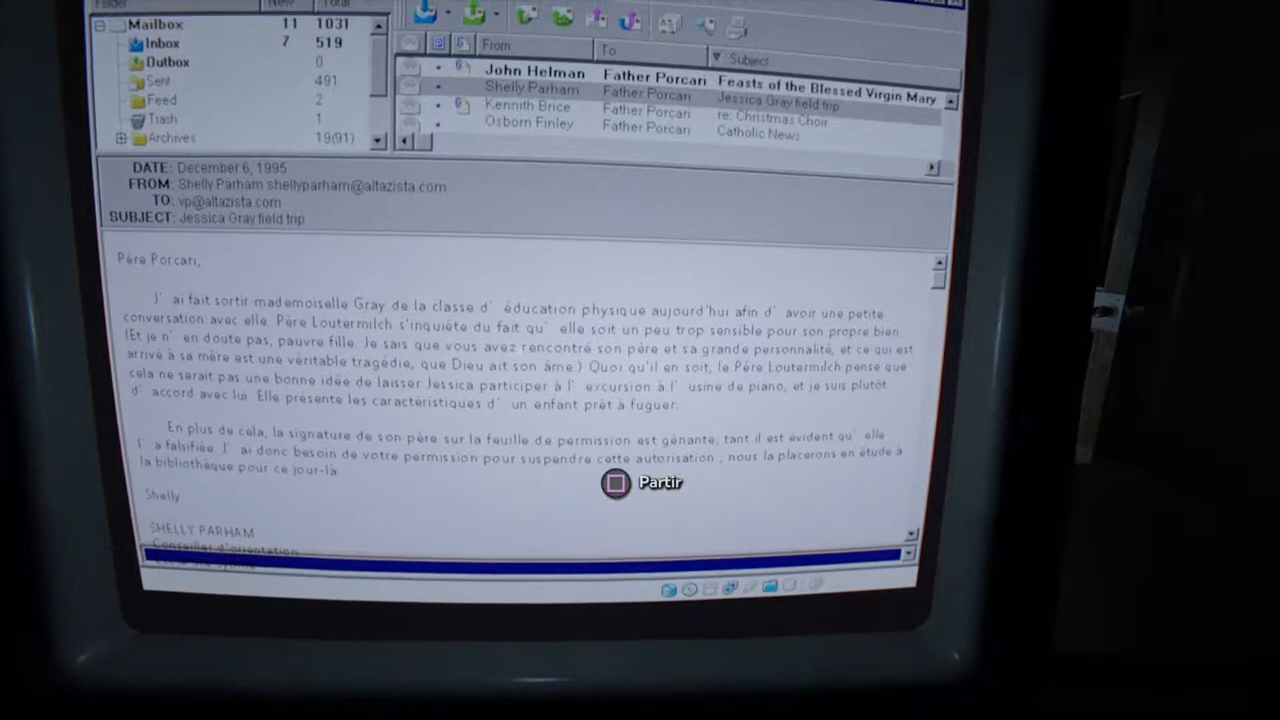 Folder New Total
Mailbox 11 1031
Inbox 7 519
Outbox 0
Sent 491
Feed 2
Trash 1
Archives 19(91)
From To Subject
John Helman Father Porcari Feasts of the Blessed Virgin Mary
Shelly Parham Father Porcari Jessica Gray field trip
Kennith Brice Father Porcari re: Christmas Choir
Osborn Finley Father Porcari Catholic News
DATE: December 6, 1995
FROM: Shelly Parham shellyparham@altazista.com
TO: vp@altazista.com
SUBJECT: Jessica Gray field trip
Père Porcari,
J' ai fait sortir mademoiselle Gray de la classe d' éducation physique aujourd'hui afin d' avoir une petite
conversation avec elle. Père Loutermilch s'inquiète du fait qu' elle soit un peu trop sensible pour son propre bien.
(Et je n' en doute pas, pauvre fille. Je sais que vous avez rencontré son père et sa grande personnalité, et ce qui est
arrivé à sa mère est une véritable tragédie, que Dieu ait son âme.) Quoi qu'il en soit, le Père Loutermilch pense que
cela ne serait pas une bonne idée de laisser Jessica participer à l' excursion à l' usine de piano, et je suis plutôt
d' accord avec lui. Elle présente les caractéristiques d' un enfant prêt à fuguer.
En plus de cela, la signature de son père sur la feuille de permission est gênante, tant il est évident qu' elle
l' a falsifiée. J' ai donc besoin de votre permission pour suspendre cette autorisation ; nous la placerons en étude à
la bibliothèque pour ce jour-là.
Partir
Shelly
SHELLY PARHAM
Conseiller d'orientation